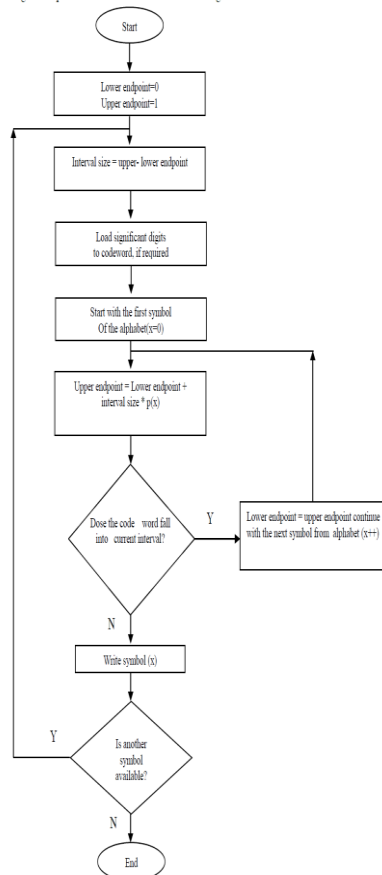 Start
Lower endpoint=0
Upper endpoint=1
Interval size = upper- lower endpoint
Load significant digits
to codeword, if required
Start with the first symbol
Of the alphabet(x=0)
Upper endpoint = Lower endpoint +
interval size * p(x)
Dose the code word fall
into current interval?
Y
Lower endpoint = upper endpoint continue
with the next symbol from alphabet (x++)
N
Write symbol (x)
Y
Is another
symbol
available?
N
End